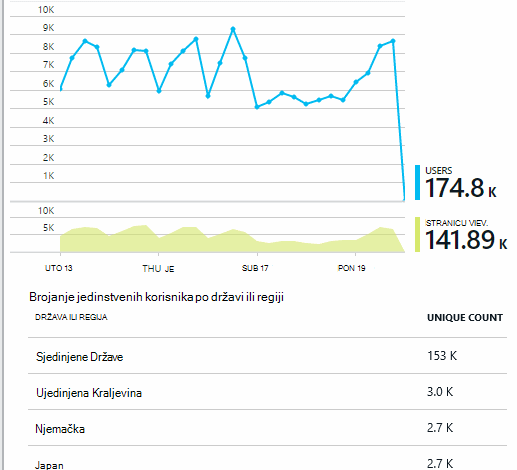 10K
9K
8K
7K
6K
5K
4K
3K
2K
1K
USERS
174.8 K
10K
5K
STRANICU VIEV.
141.89 K
UTO 13
THU JE
SUB 17
PON 19
Brojanje jedinstvenih korisnika po državi ili regiji
DRŽAVA ILI REGIJA UNIQUE COUNT
Sjedinjene Države 153 K
Ujedinjena Kraljevina 3.0 K
Njemačka 2.7 K
Japan 2.7 K